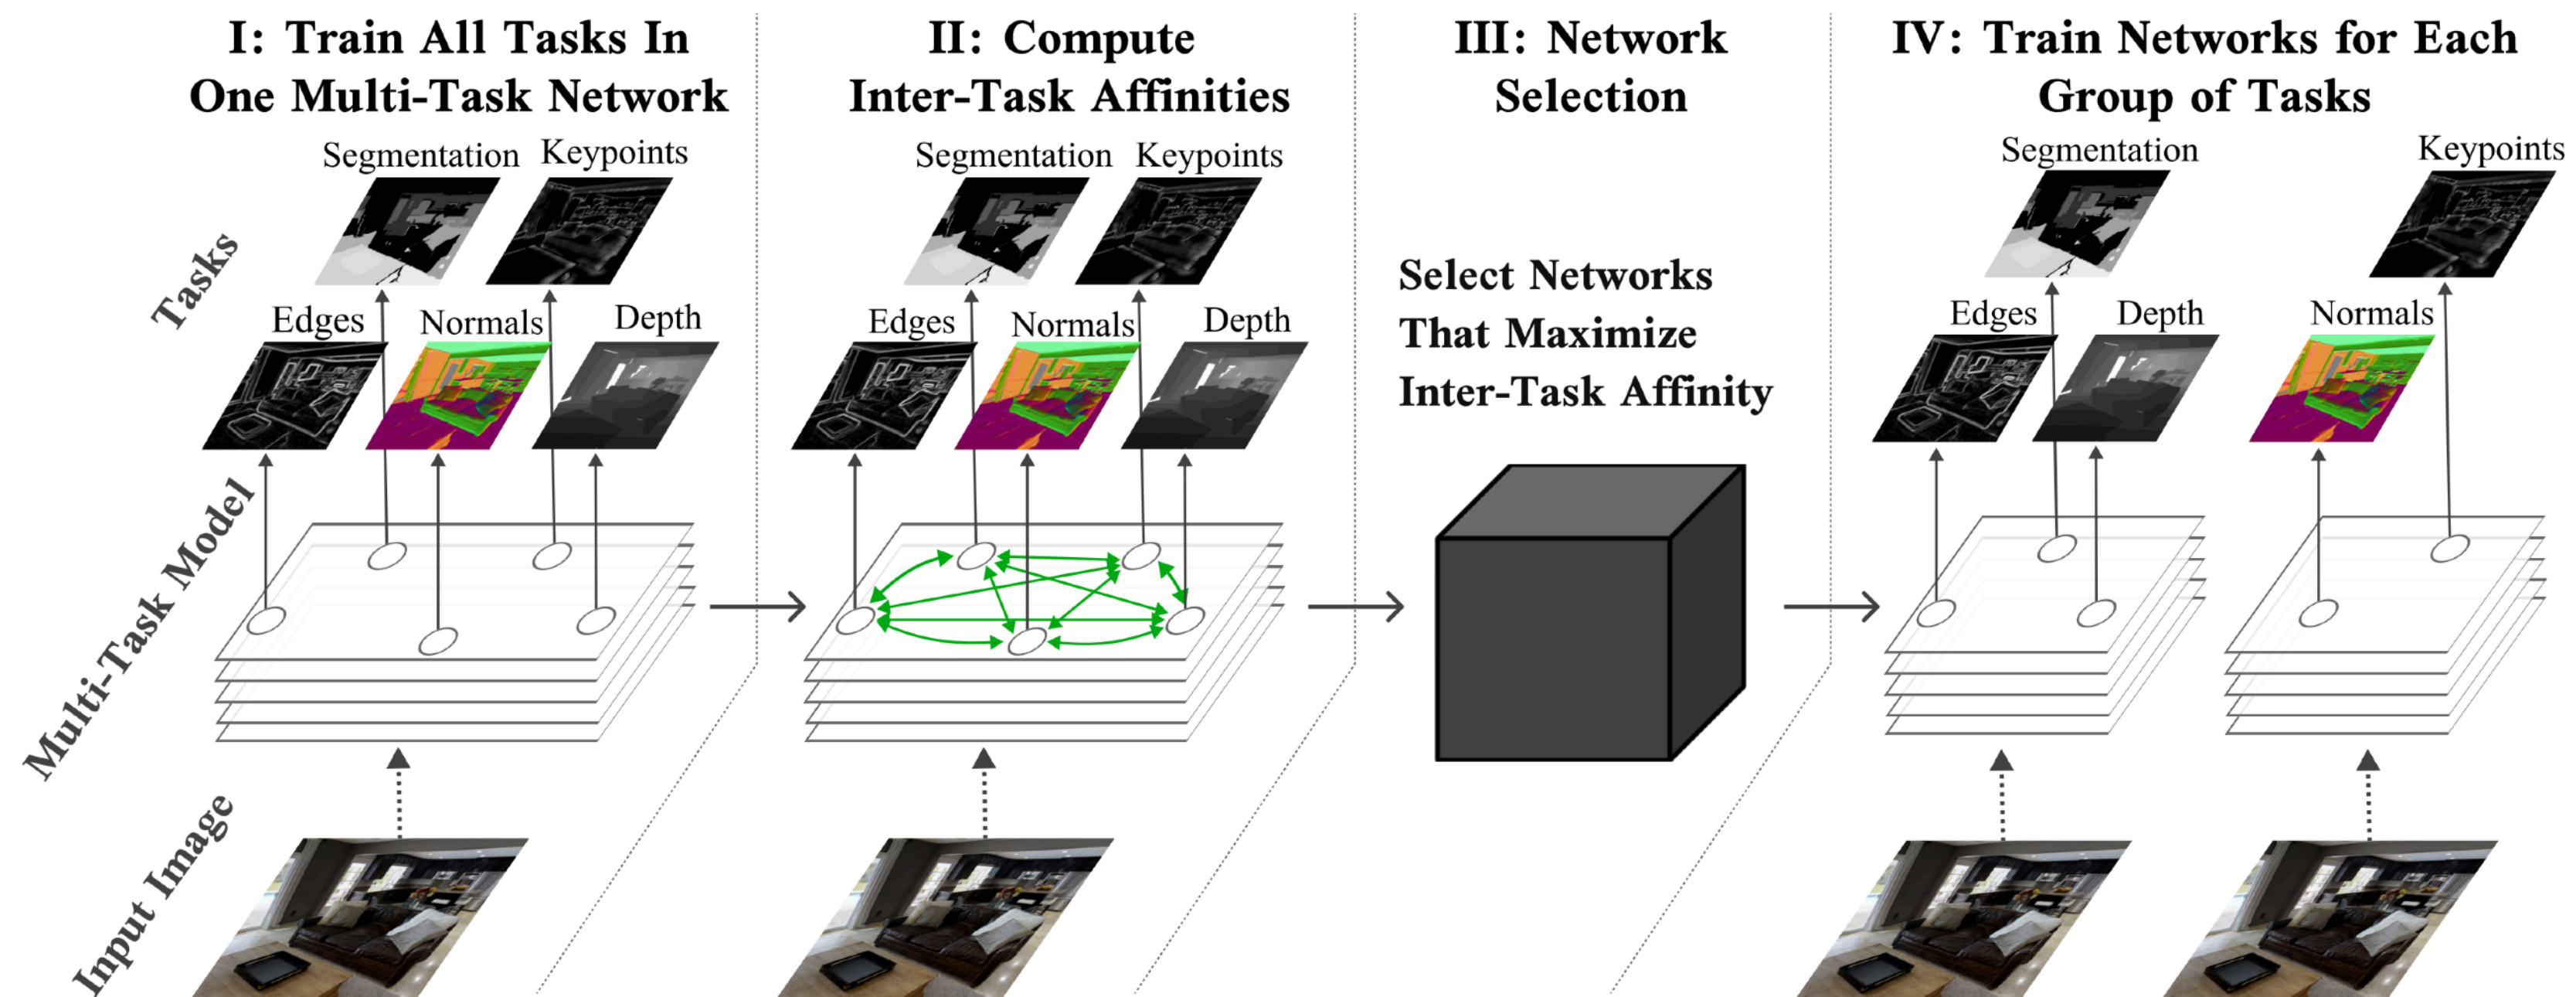 I: Train All Tasks In
One Multi-Task Network
II: Compute
Inter-Task Affinities
III: Network
Selection
IV: Train Networks for Each
Group of Tasks
Tasks
Multi-Task Model
Input Image
Segmentation
Keypoints
Edges
Normals
Depth
Segmentation
Keypoints
Edges
Normals
Depth
Select Networks
That Maximize
Inter-Task Affinity
Segmentation
Keypoints
Edges
Depth
Normals